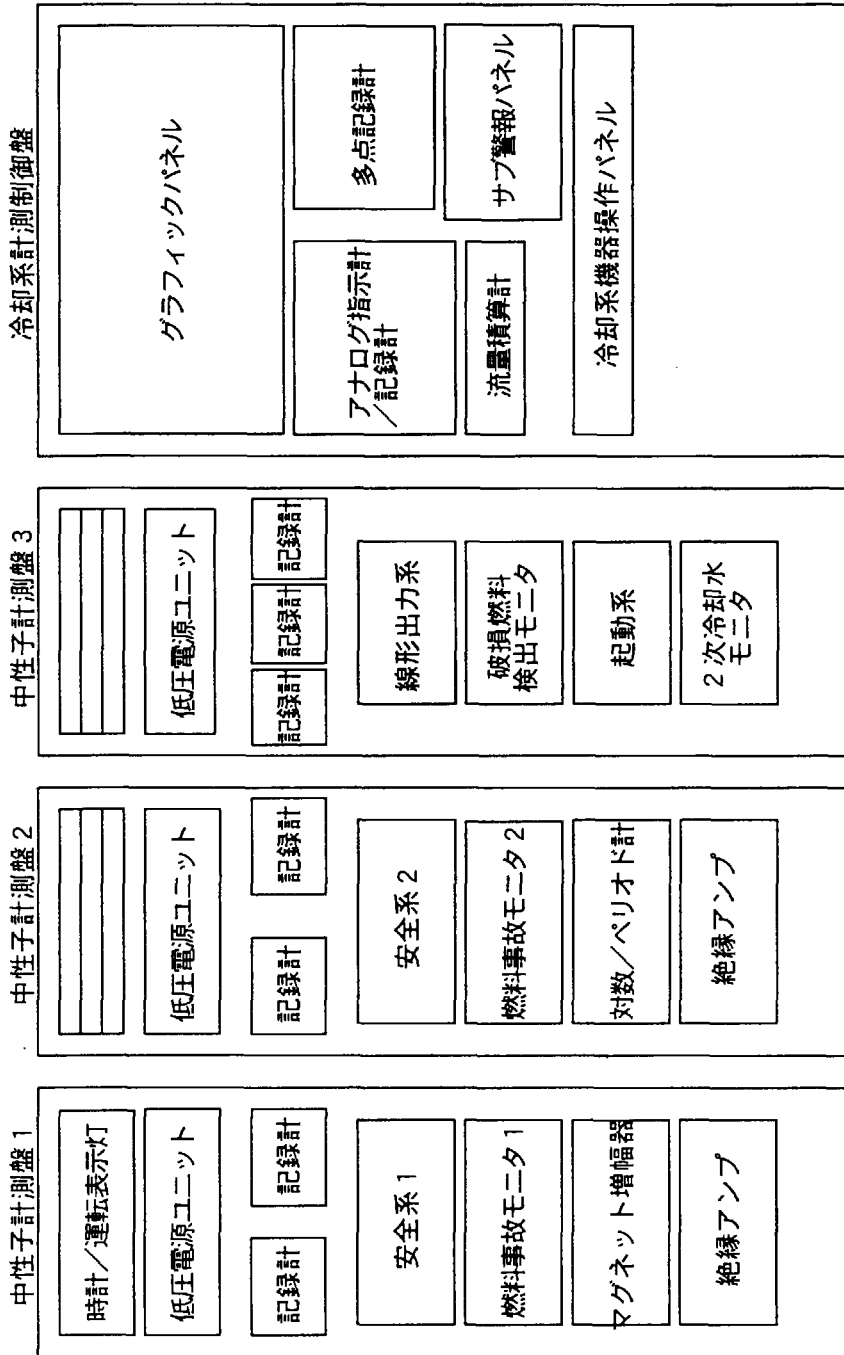 中性子計測盤1
時計／運転表示灯
低圧電源ユニット
記録計
記録計
安全系1
燃料事故モニタ1
マグネット増幅器
絶縁アンプ
中性子計測盤2
低圧電源ユニット
記録計
記録計
安全系2
燃料事故モニタ2
対数／ペリオド計
絶縁アンプ
中性子計測盤3
低圧電源ユニット
記録計
記録計
記録計
線形出力系
破損燃料
検出モニタ
起動系
2次冷却水
モニタ
冷却系計測制御盤
グラフィックパネル
アナログ指示計
／記録計
多点記録計
流量積算計
サブ警報パネル
冷却系機器操作パネル